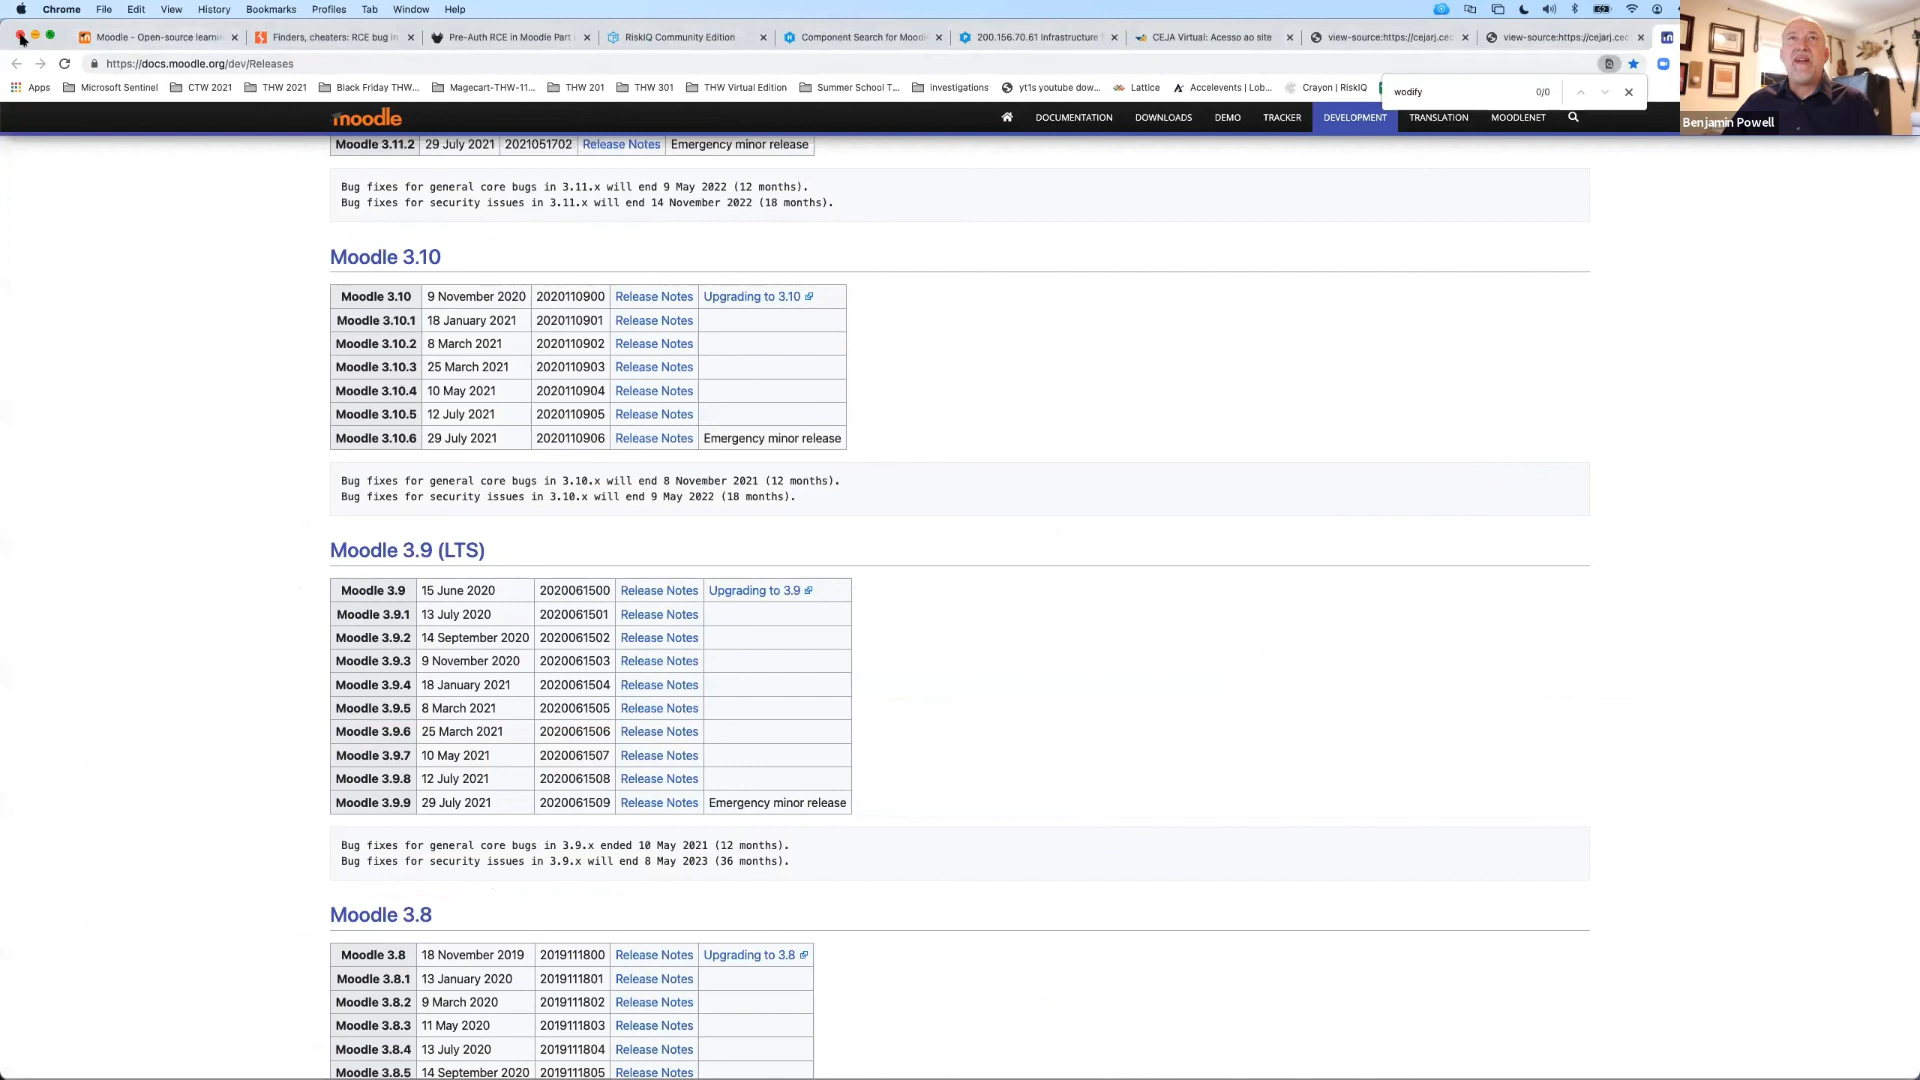 Chrome File Edit View History Bookmarks Profiles Tab Window Help
Moodle - Open-source learni Finders, cheaters: RCE bug in Pre-Auth RCE in Moodle Part RiskIQ Community Edition Component Search for Moodl 200.156.70.61 Infrastructure CEJA Virtual: Acesso ao site view-source:https://cejarj.cec view-source:https://cejarj.cec
https://docs.moodle.org/dev/Releases
Apps Microsoft Sentinel CTW 2021 THW 2021 Black Friday THW... Magecart-THW-11... THW 201 THW 301 THW Virtual Edition Summer School T... Investigations yt1s youtube dow... Lattice Accelevents | Lob... Crayon | RiskIQ
wodify 0/0
Benjamin Powell
moodle DOCUMENTATION DOWNLOADS DEMO TRACKER DEVELOPMENT TRANSLATION MOODLENET
Moodle 3.11.2 29 July 2021 2021051702 Release Notes Emergency minor release
Bug fixes for general core bugs in 3.11.x will end 9 May 2022 (12 months).
Bug fixes for security issues in 3.11.x will end 14 November 2022 (18 months).
Moodle 3.10
Moodle 3.10 9 November 2020 2020110900 Release Notes Upgrading to 3.10
Moodle 3.10.1 18 January 2021 2020110901 Release Notes
Moodle 3.10.2 8 March 2021 2020110902 Release Notes
Moodle 3.10.3 25 March 2021 2020110903 Release Notes
Moodle 3.10.4 10 May 2021 2020110904 Release Notes
Moodle 3.10.5 12 July 2021 2020110905 Release Notes
Moodle 3.10.6 29 July 2021 2020110906 Release Notes Emergency minor release
Bug fixes for general core bugs in 3.10.x will end 8 November 2021 (12 months).
Bug fixes for security issues in 3.10.x will end 9 May 2022 (18 months).
Moodle 3.9 (LTS)
Moodle 3.9 15 June 2020 2020061500 Release Notes Upgrading to 3.9
Moodle 3.9.1 13 July 2020 2020061501 Release Notes
Moodle 3.9.2 14 September 2020 2020061502 Release Notes
Moodle 3.9.3 9 November 2020 2020061503 Release Notes
Moodle 3.9.4 18 January 2021 2020061504 Release Notes
Moodle 3.9.5 8 March 2021 2020061505 Release Notes
Moodle 3.9.6 25 March 2021 2020061506 Release Notes
Moodle 3.9.7 10 May 2021 2020061507 Release Notes
Moodle 3.9.8 12 July 2021 2020061508 Release Notes
Moodle 3.9.9 29 July 2021 2020061509 Release Notes Emergency minor release
Bug fixes for general core bugs in 3.9.x ended 10 May 2021 (12 months).
Bug fixes for security issues in 3.9.x will end 8 May 2023 (36 months).
Moodle 3.8
Moodle 3.8 18 November 2019 2019111800 Release Notes Upgrading to 3.8
Moodle 3.8.1 13 January 2020 2019111801 Release Notes
Moodle 3.8.2 9 March 2020 2019111802 Release Notes
Moodle 3.8.3 11 May 2020 2019111803 Release Notes
Moodle 3.8.4 13 July 2020 2019111804 Release Notes
Moodle 3.8.5 14 September 2020 2019111805 Release Notes